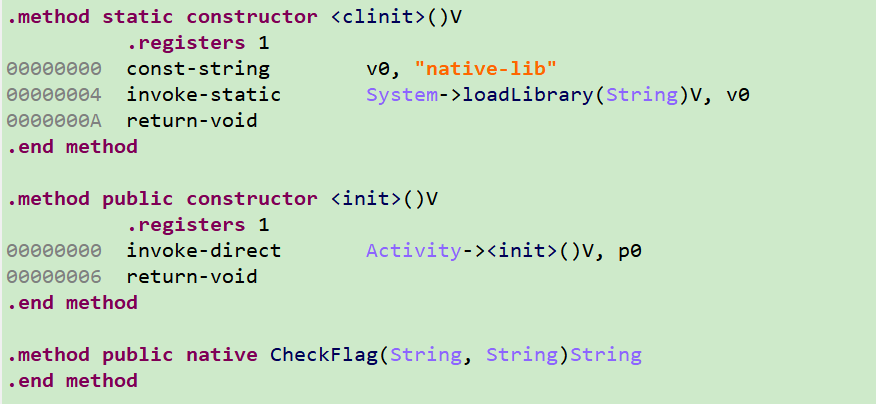 .method static constructor <clinit>()V
.registers 1
00000000 const-string v0, "native-lib"
00000004 invoke-static System->loadLibrary(String)V, v0
0000000A return-void
.end method
.method public constructor <init>()V
.registers 1
00000000 invoke-direct Activity-><init>()V, p0
00000006 return-void
.end method
.method public native CheckFlag(String, String)String
.end method